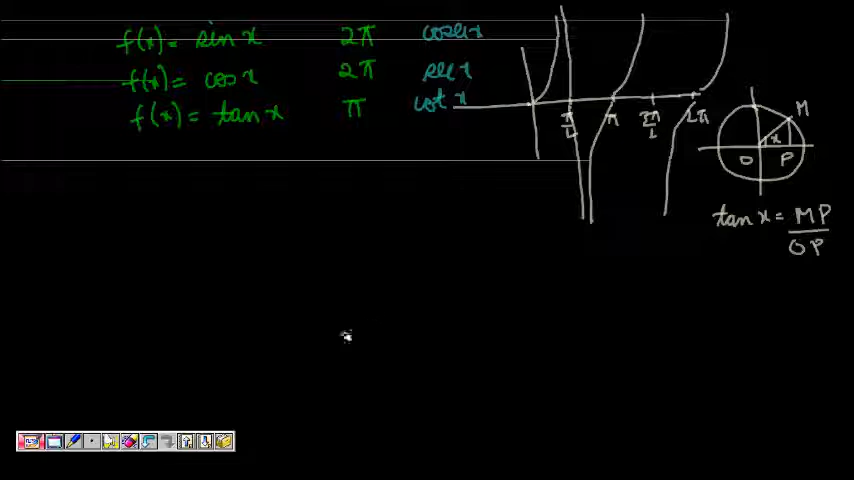 f(x) = sin x 2π cosec x
f(x) = cos x 2π sec x
f(x) = tan x π cot x
π/2 π 3π/2 2π
M
x
O P
tan x = MP/OP